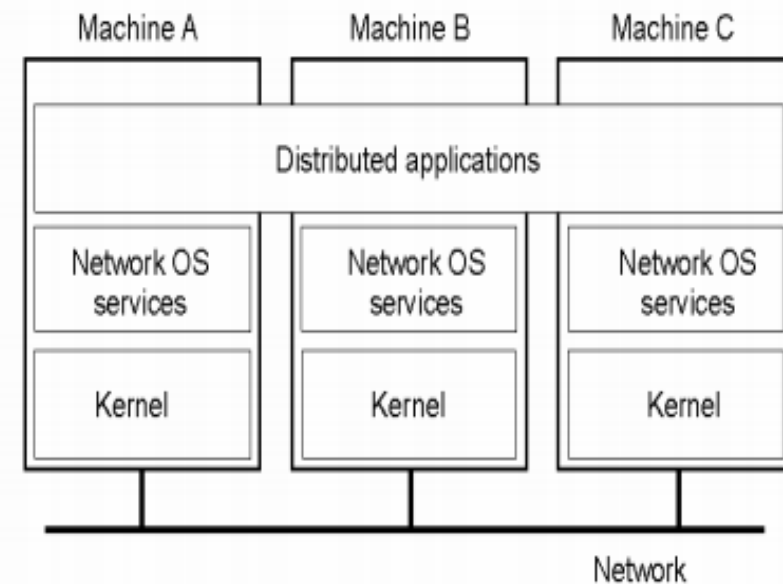 Machine A
Machine B
Machine C
Distributed applications
Network OS
services
Network OS
services
Network OS
services
Kernel
Kernel
Kernel
Network